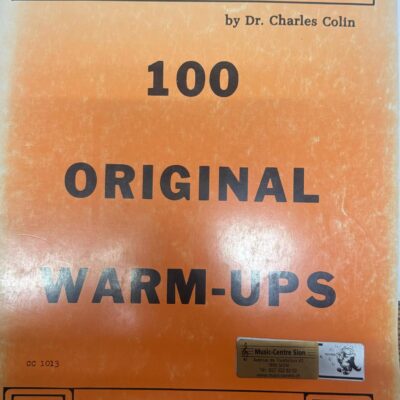 by Dr. Charles Colin
100
ORIGINAL
WARM-UPS
CC 1013
Music-Centre Sion